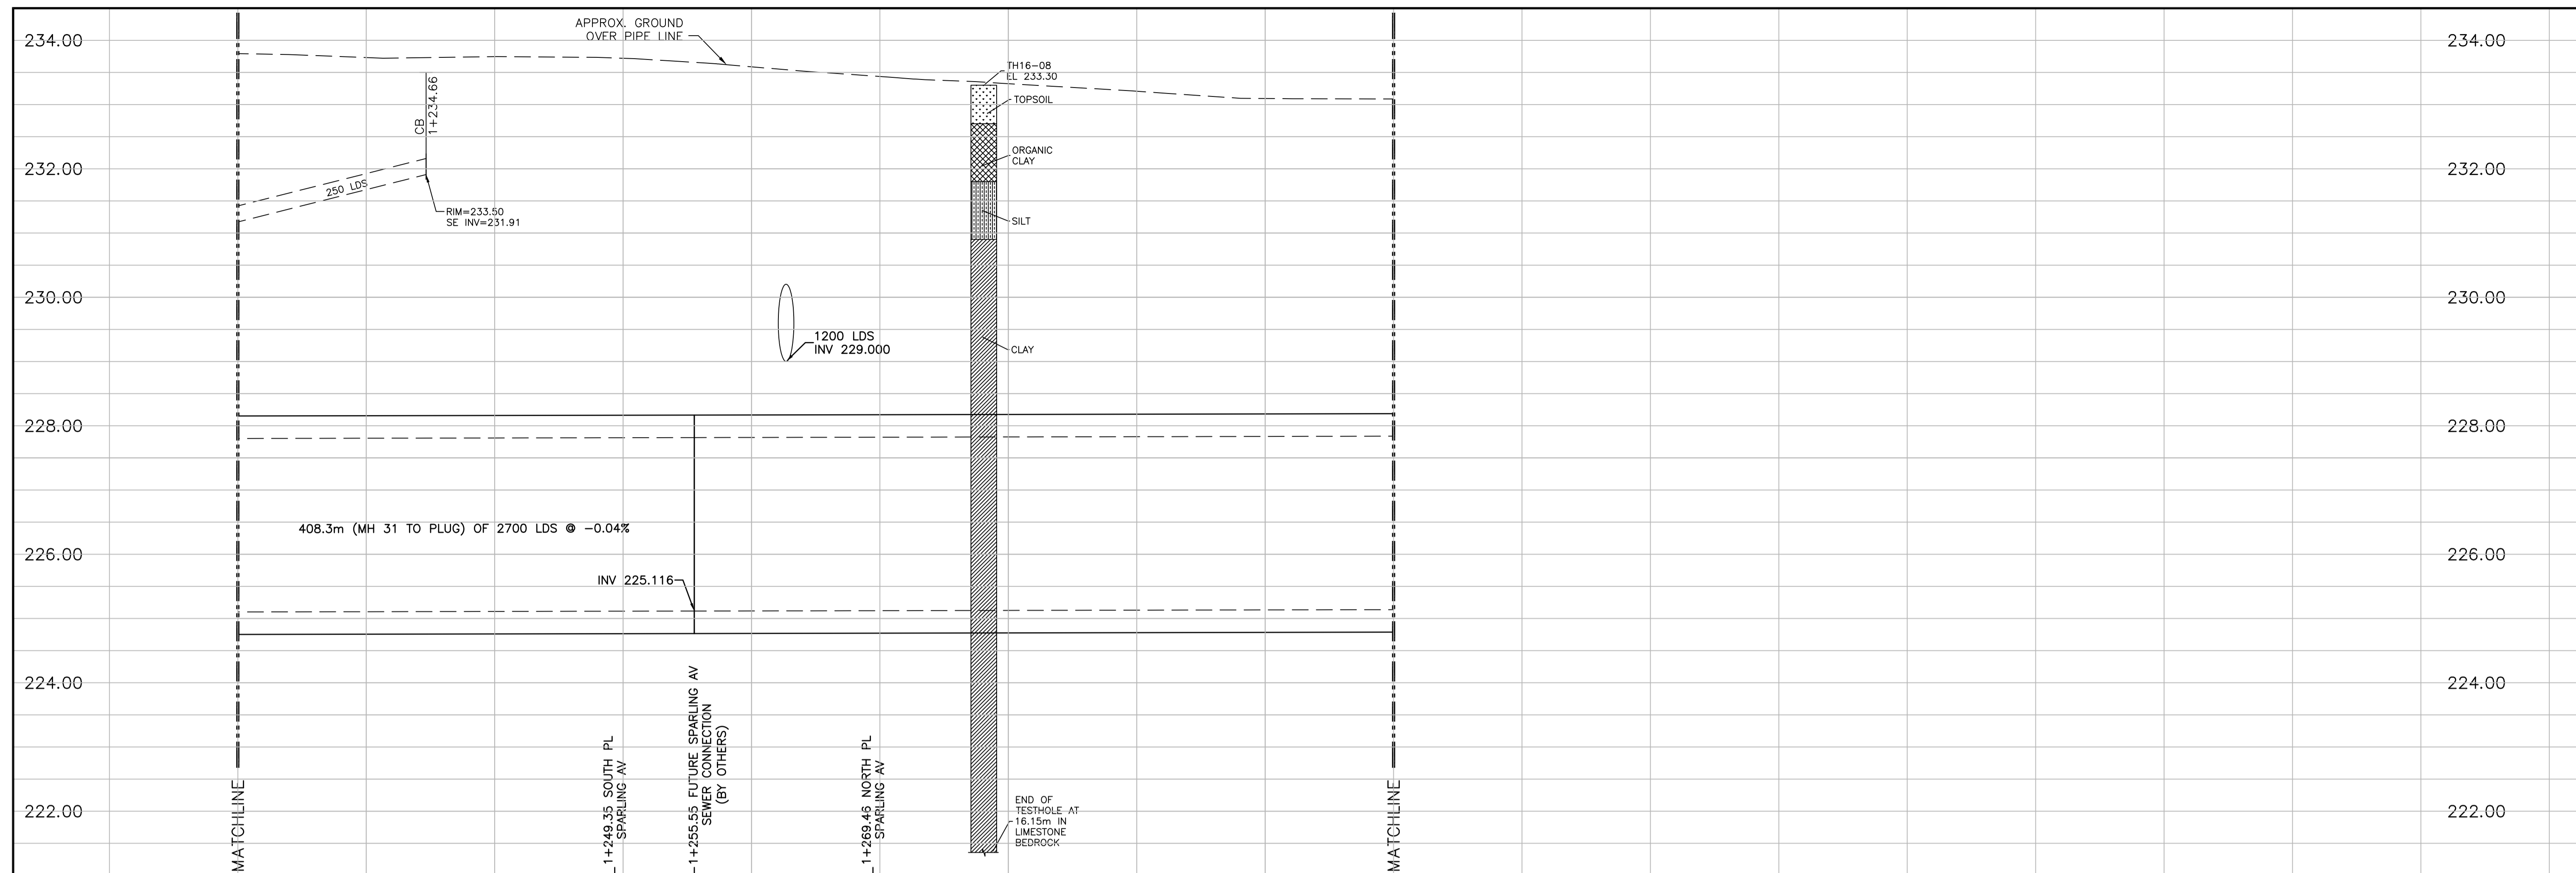 APPROX. GROUND
OVER PIPE LINE
234.00
234.00
TH16-08
EL 233.30
TOPSOIL
CB
1+234.66
ORGANIC
CLAY
232.00
232.00
250 LDS
RIM=233.50
SE INV=231.91
SILT
230.00
230.00
1200 LDS
INV 229.000
CLAY
228.00
228.00
408.3m (MH 31 TO PLUG) OF 2700 LDS @ -0.04%
226.00
226.00
INV 225.116
224.00
224.00
1+249.35 SOUTH PL
SPARLING AV
1+255.55 FUTURE SPARLING AV
SEWER CONNECTION
(BY OTHERS)
1+269.46 NORTH PL
SPARLING AV
END OF
TESTHOLE AT
16.15m IN
LIMESTONE
BEDROCK
222.00
222.00
MATCHLINE
MATCHLINE